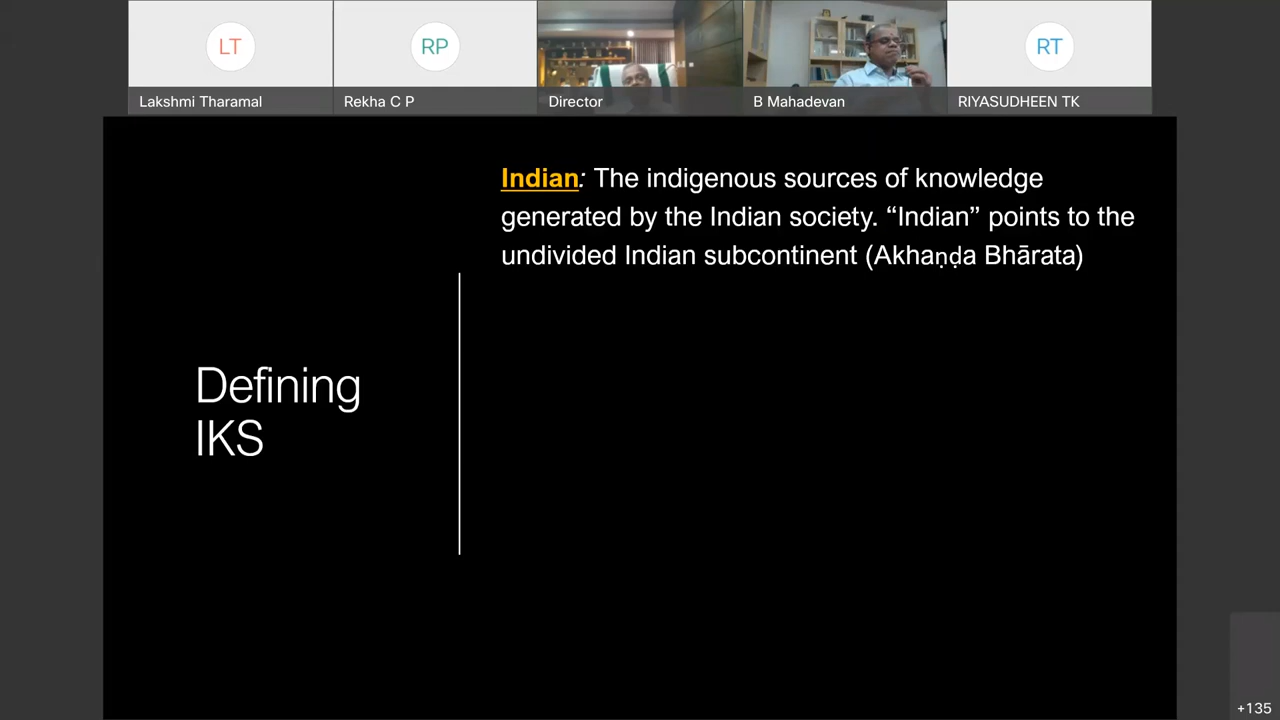 LT
RP
RT
Lakshmi Tharamal
Rekha C P
Director
B Mahadevan
RIYASUDHEEN TK
Indian: The indigenous sources of knowledge
generated by the Indian society. “Indian” points to the
undivided Indian subcontinent (Akhaṇḍa Bhārata)
Defining
IKS
+135